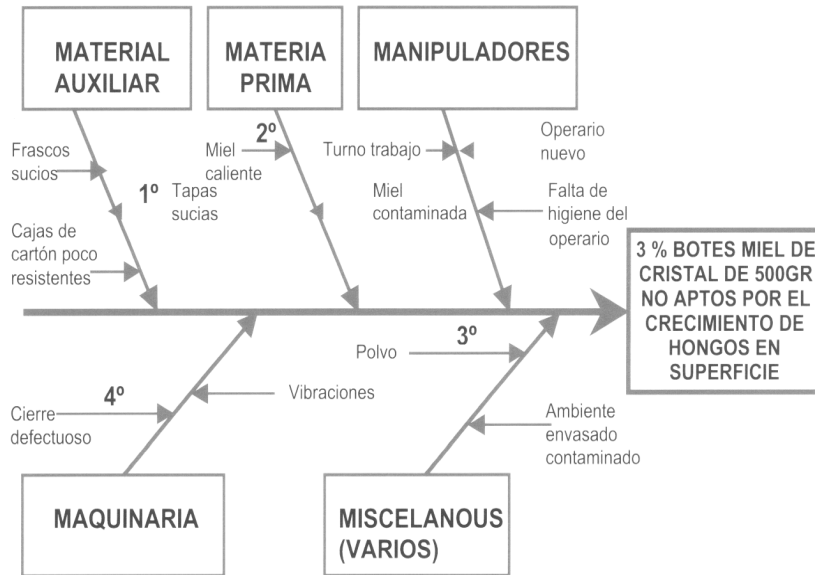 MATERIAL
AUXILIAR
MATERIA
PRIMA
MANIPULADORES
Frascos
sucios
1º
Tapas
sucias
Cajas de
cartón poco
resistentes
2º
Miel
caliente
Miel
contaminada
Turno trabajo
Operario
nuevo
Falta de
higiene del
operario
3 % BOTES MIEL DE
CRISTAL DE 500GR
NO APTOS POR EL
CRECIMIENTO DE
HONGOS EN
SUPERFICIE
4º
Cierre
defectuoso
Vibraciones
Polvo
3º
Ambiente
envasado
contaminado
MAQUINARIA
MISCELANOUS
(VARIOS)